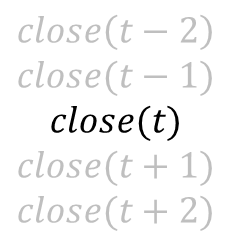 close(t − 2)
close(t − 1)
close(t)
close(t + 1)
close(t + 2)